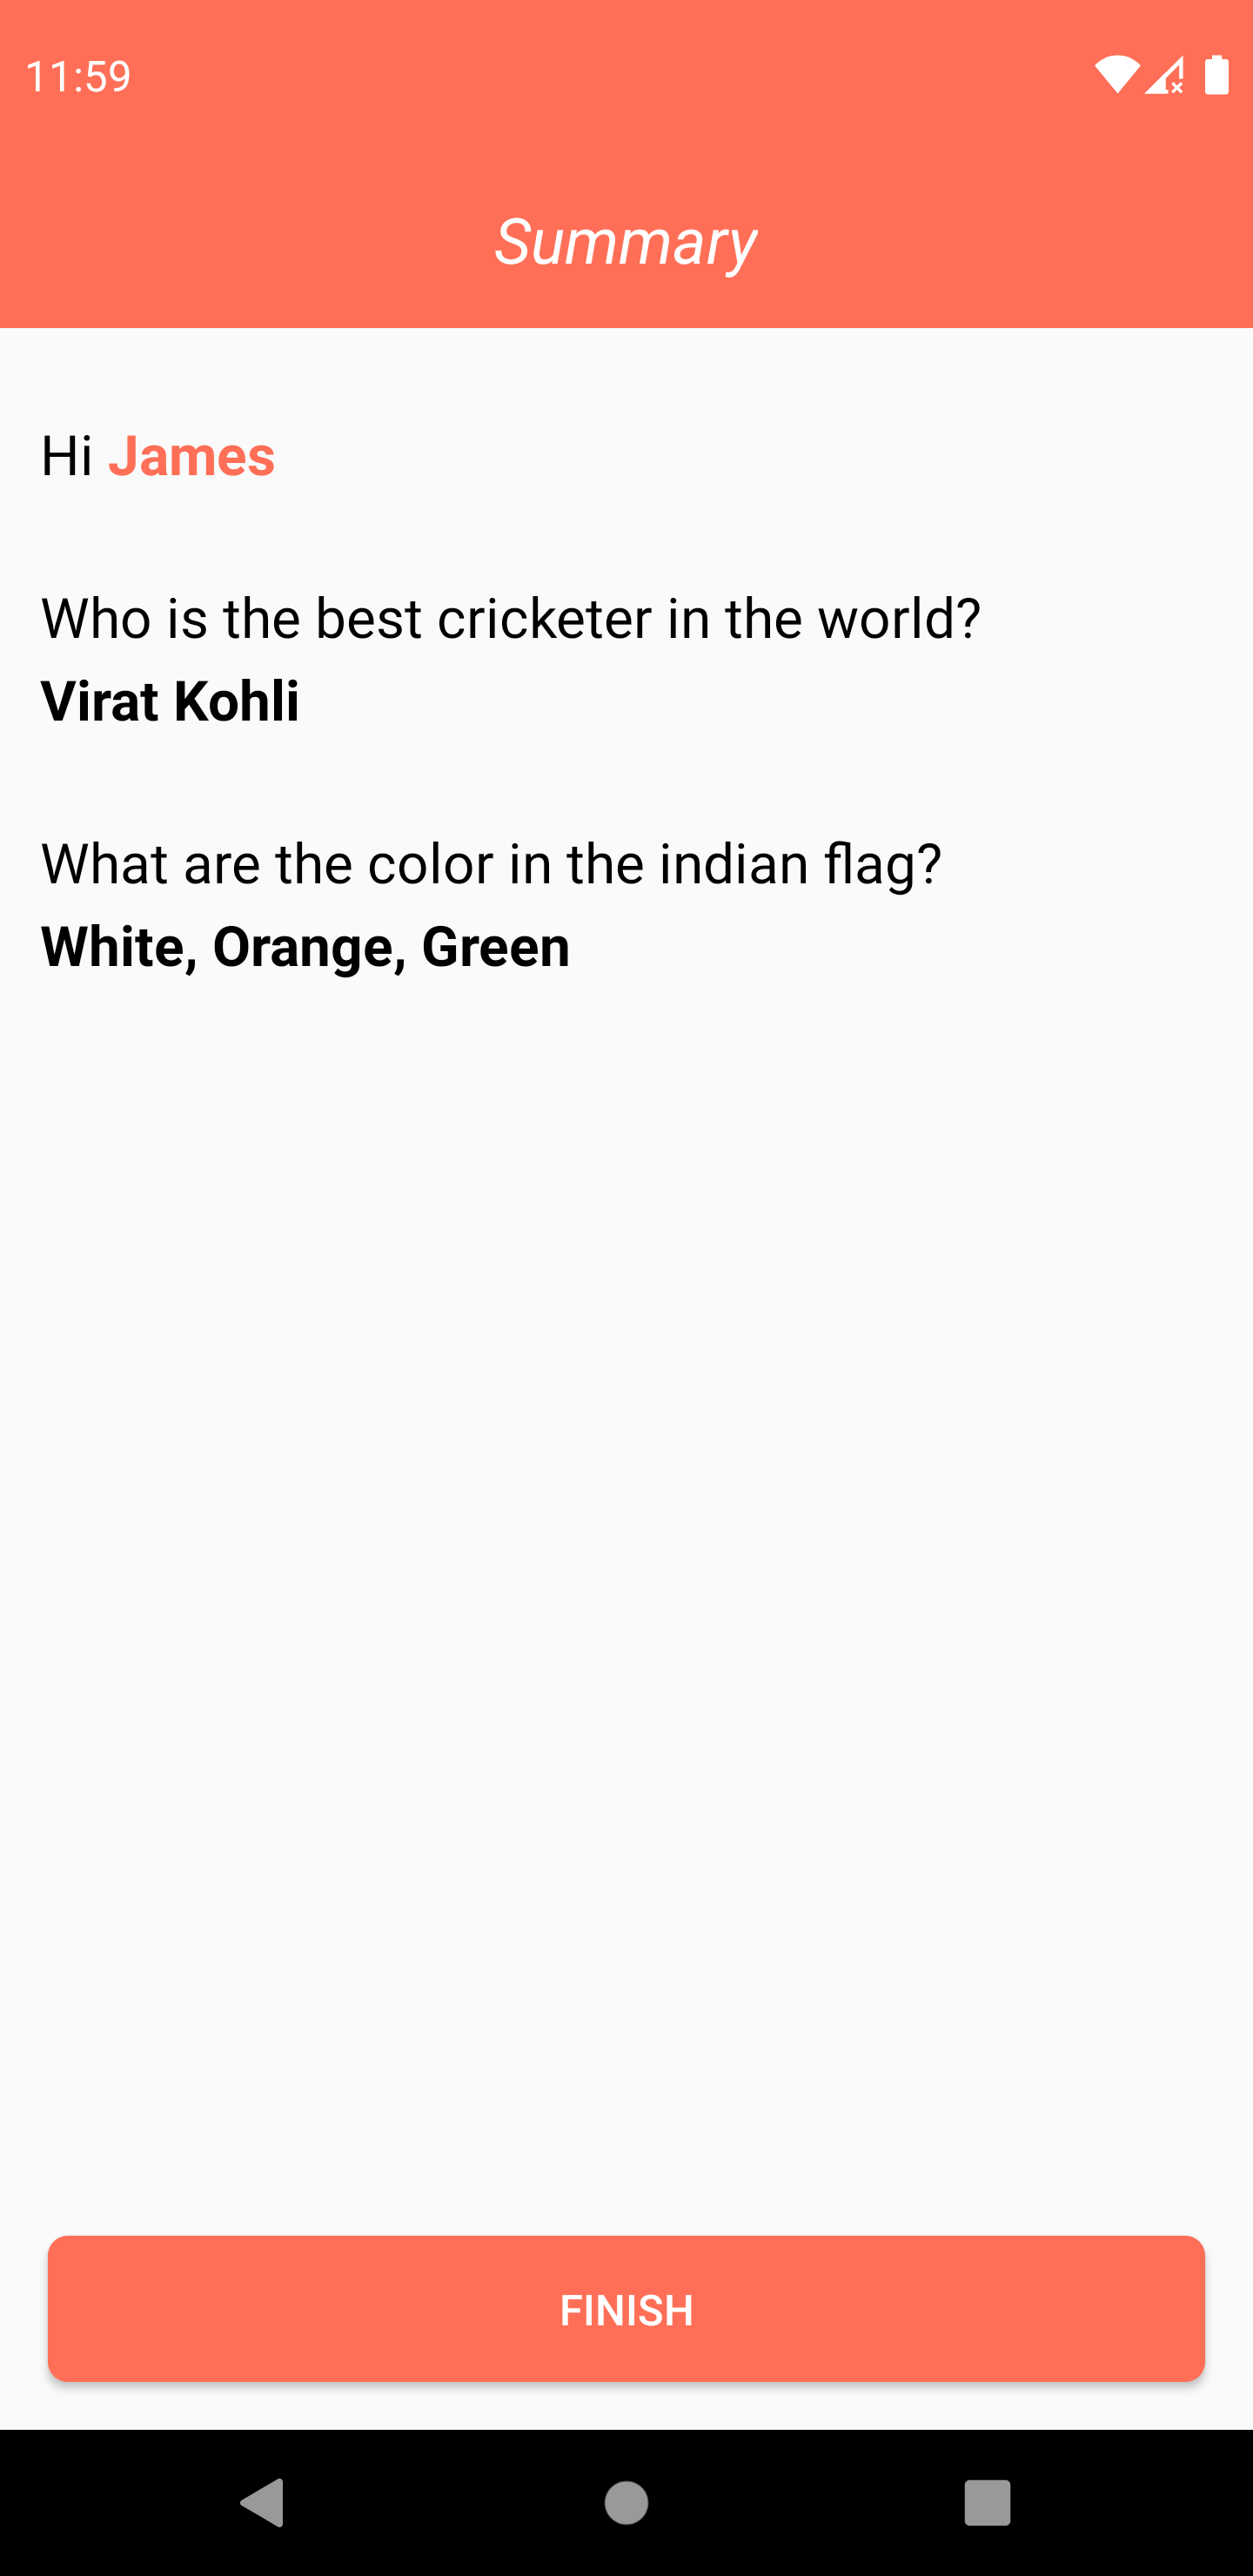 11:59
Summary
Hi James
Who is the best cricketer in the world?
Virat Kohli
What are the color in the indian flag?
White, Orange, Green
FINISH